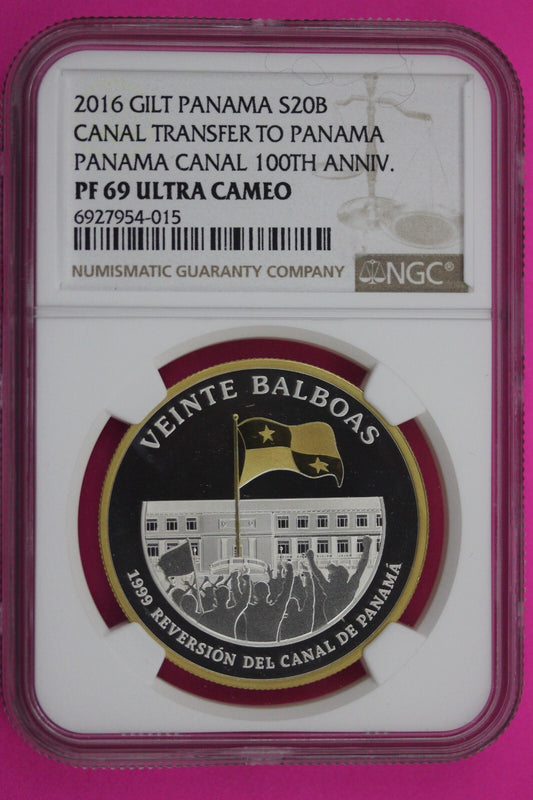 2016 GILT PANAMA S20B
CANAL TRANSFER TO PANAMA
PANAMA CANAL 100TH ANNIV.
PF 69 ULTRA CAMEO
6927954-015
NUMISMATIC GUARANTY COMPANY
NGC®
VEINTE BALBOAS
1999 REVERSIÓN DEL CANAL DE PANAMÁ